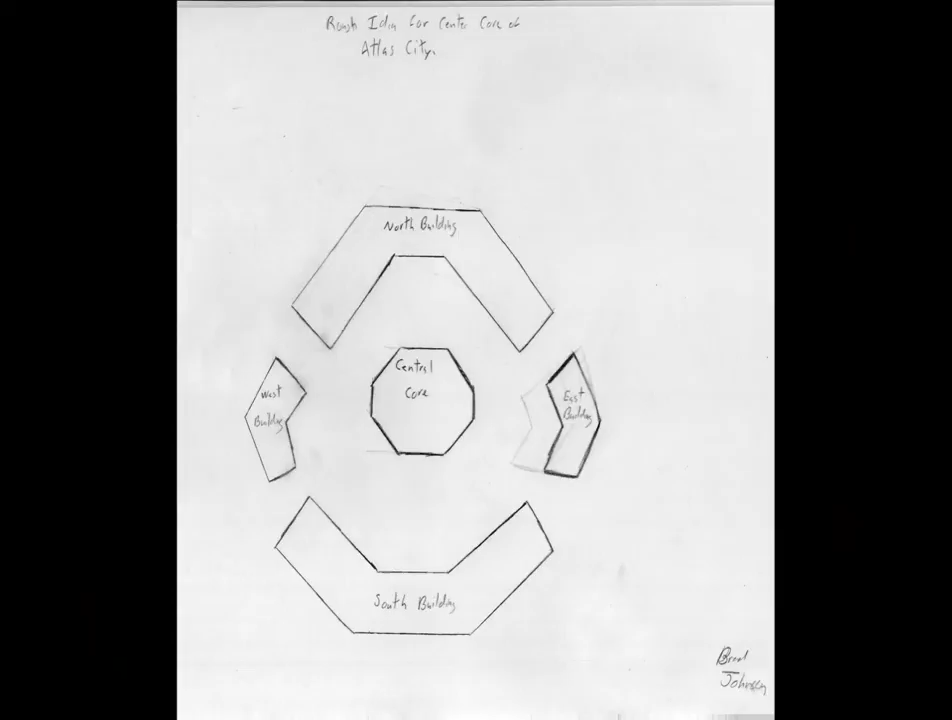 Rough Idea for Center Core of
Atlas City.
North Building
Central
Core
West
Building
East
Building
South Building
Brad
Johnson